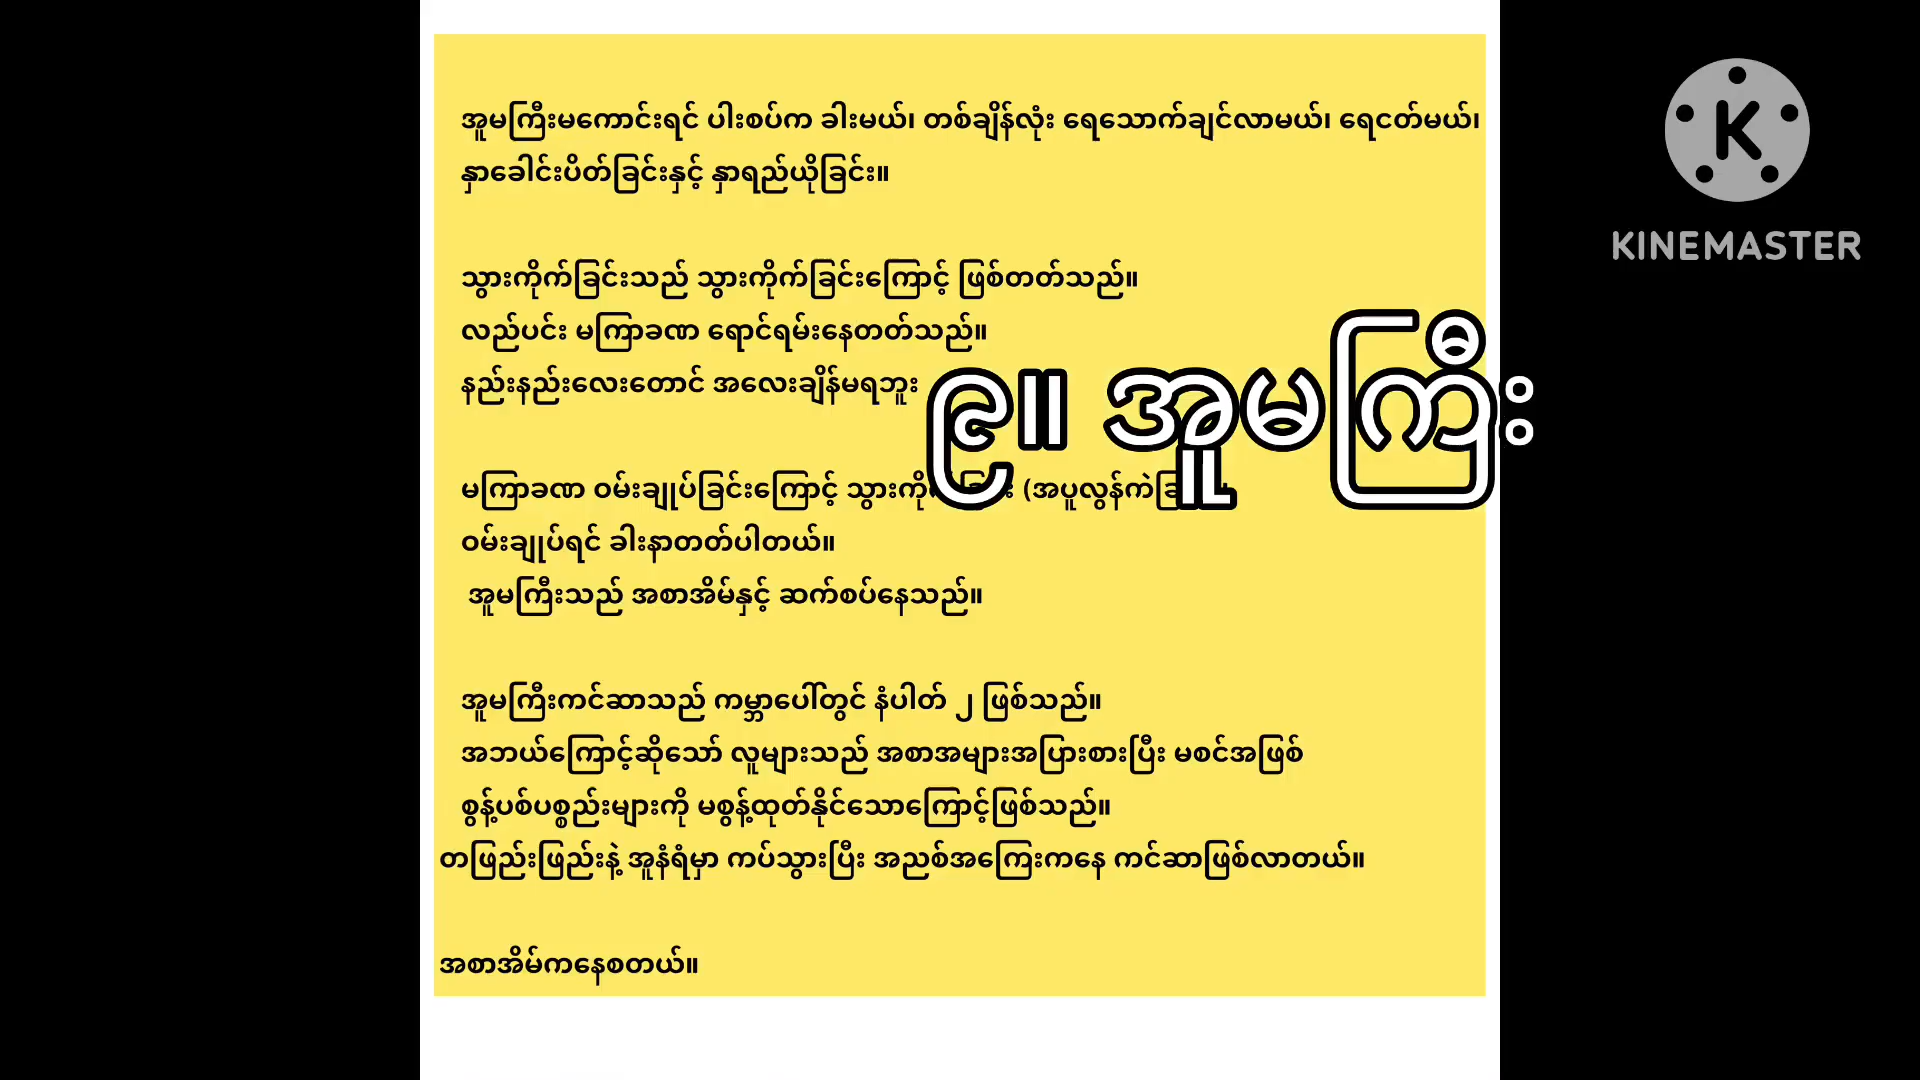 အူမကြီးမကောင်းရင် ပါးစပ်က ခါးမယ်၊ တစ်ချိန်လုံး ရေသောက်ချင်လာမယ်၊ ရေငတ်မယ်၊
နှာခေါင်းပိတ်ခြင်းနှင့် နှာရည်ယိုခြင်း။
သွားကိုက်ခြင်းသည် သွားကိုက်ခြင်းကြောင့် ဖြစ်တတ်သည်။
လည်ပင်း မကြာခဏ ရောင်ရမ်းနေတတ်သည်။
နည်းနည်းလေးတောင် အလေးချိန်မရဘူး
၉။ အူမကြီး
မကြာခဏ ဝမ်းချုပ်ခြင်းကြောင့် (အပူလွန်ကဲ
ဝမ်းချုပ်ရင် ခါးနာတတ်ပါတယ်။
အူမကြီးသည် အစာအိမ်နှင့် ဆက်စပ်နေသည်။
အူမကြီးကင်ဆာသည် ကမ္ဘာပေါ်တွင် နံပါတ် ၂ ဖြစ်သည်။
အဘယ်ကြောင့်ဆိုသော် လူများသည် အစာအများအပြားစားပြီး မစင်အဖြစ်
စွန့်ပစ်ပစ္စည်းများကို မစွန့်ထုတ်နိုင်သောကြောင့်ဖြစ်သည်။
တဖြည်းဖြည်းနဲ့ အူနံရံမှာ ကပ်သွားပြီး အညစ်အကြေးကနေ ကင်ဆာဖြစ်လာတယ်။
အစာအိမ်ကနေစတယ်။
K
KINEMASTER